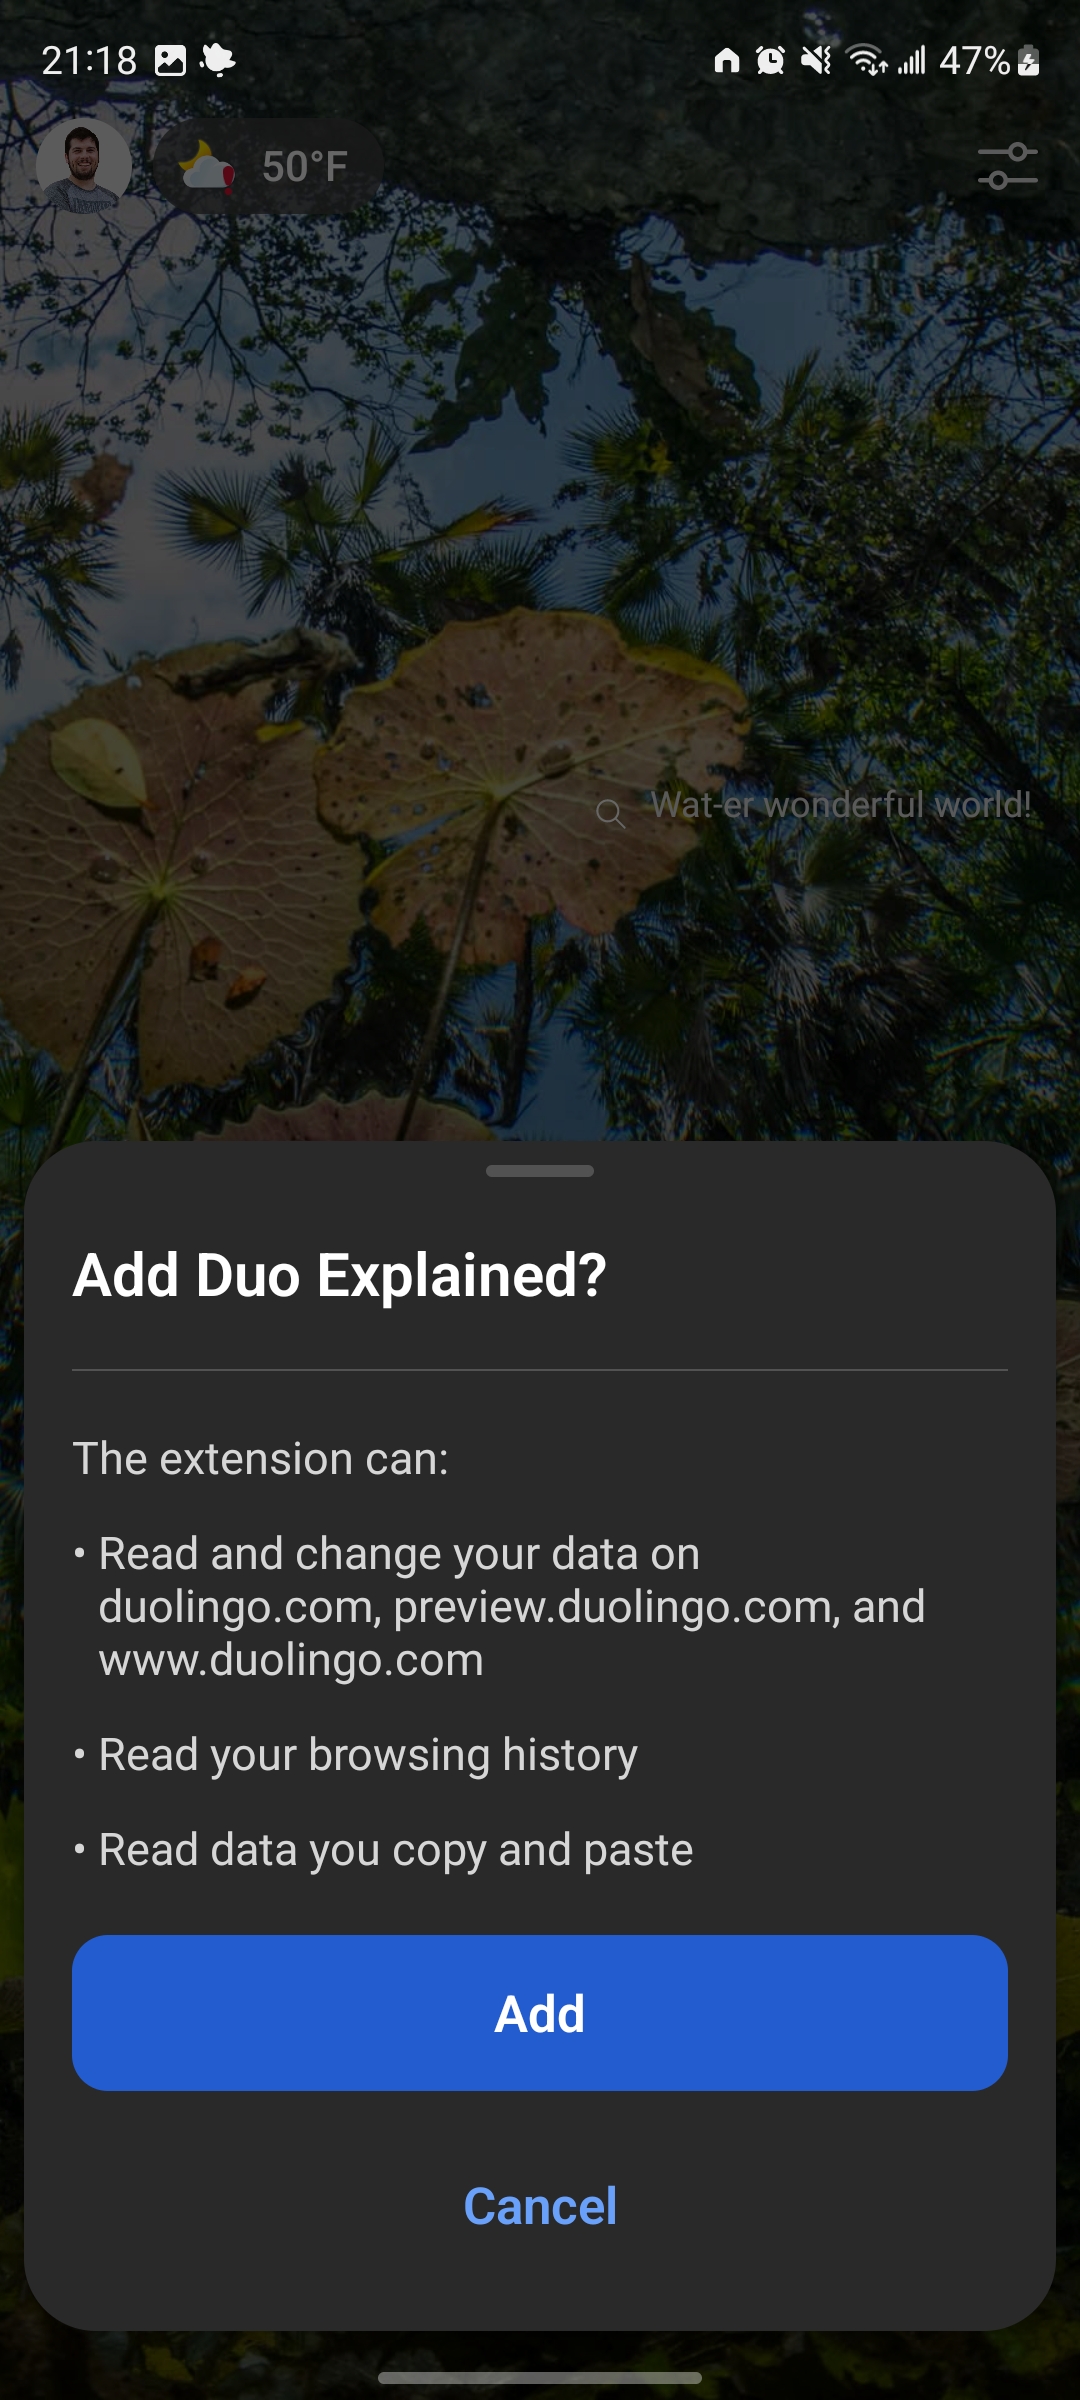 21:18
47%
50°F
Wat-er wonderful world!
Add Duo Explained?
The extension can:
• Read and change your data on
duolingo.com, preview.duolingo.com, and
www.duolingo.com
• Read your browsing history
• Read data you copy and paste
Add
Cancel